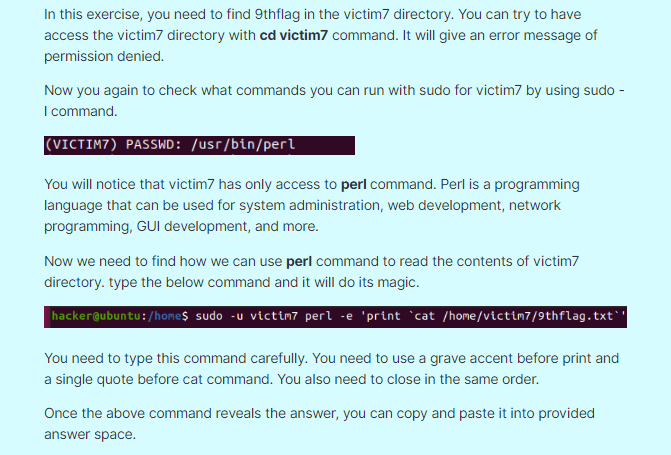 In this exercise, you need to find 9thflag in the victim7 directory. You can try to have
access the victim7 directory with cd victim7 command. It will give an error message of
permission denied.
Now you again to check what commands you can run with sudo for victim7 by using sudo -
l command.
(VICTIM7) PASSWD: /usr/bin/perl
You will notice that victim7 has only access to perl command. Perl is a programming
language that can be used for system administration, web development, network
programming, GUI development, and more.
Now we need to find how we can use perl command to read the contents of victim7
directory. type the below command and it will do its magic.
hacker@ubuntu:/home$ sudo -u victim7 perl -e 'print `cat /home/victim7/9thflag.txt`'
You need to type this command carefully. You need to use a grave accent before print and
a single quote before cat command. You also need to close in the same order.
Once the above command reveals the answer, you can copy and paste it into provided
answer space.